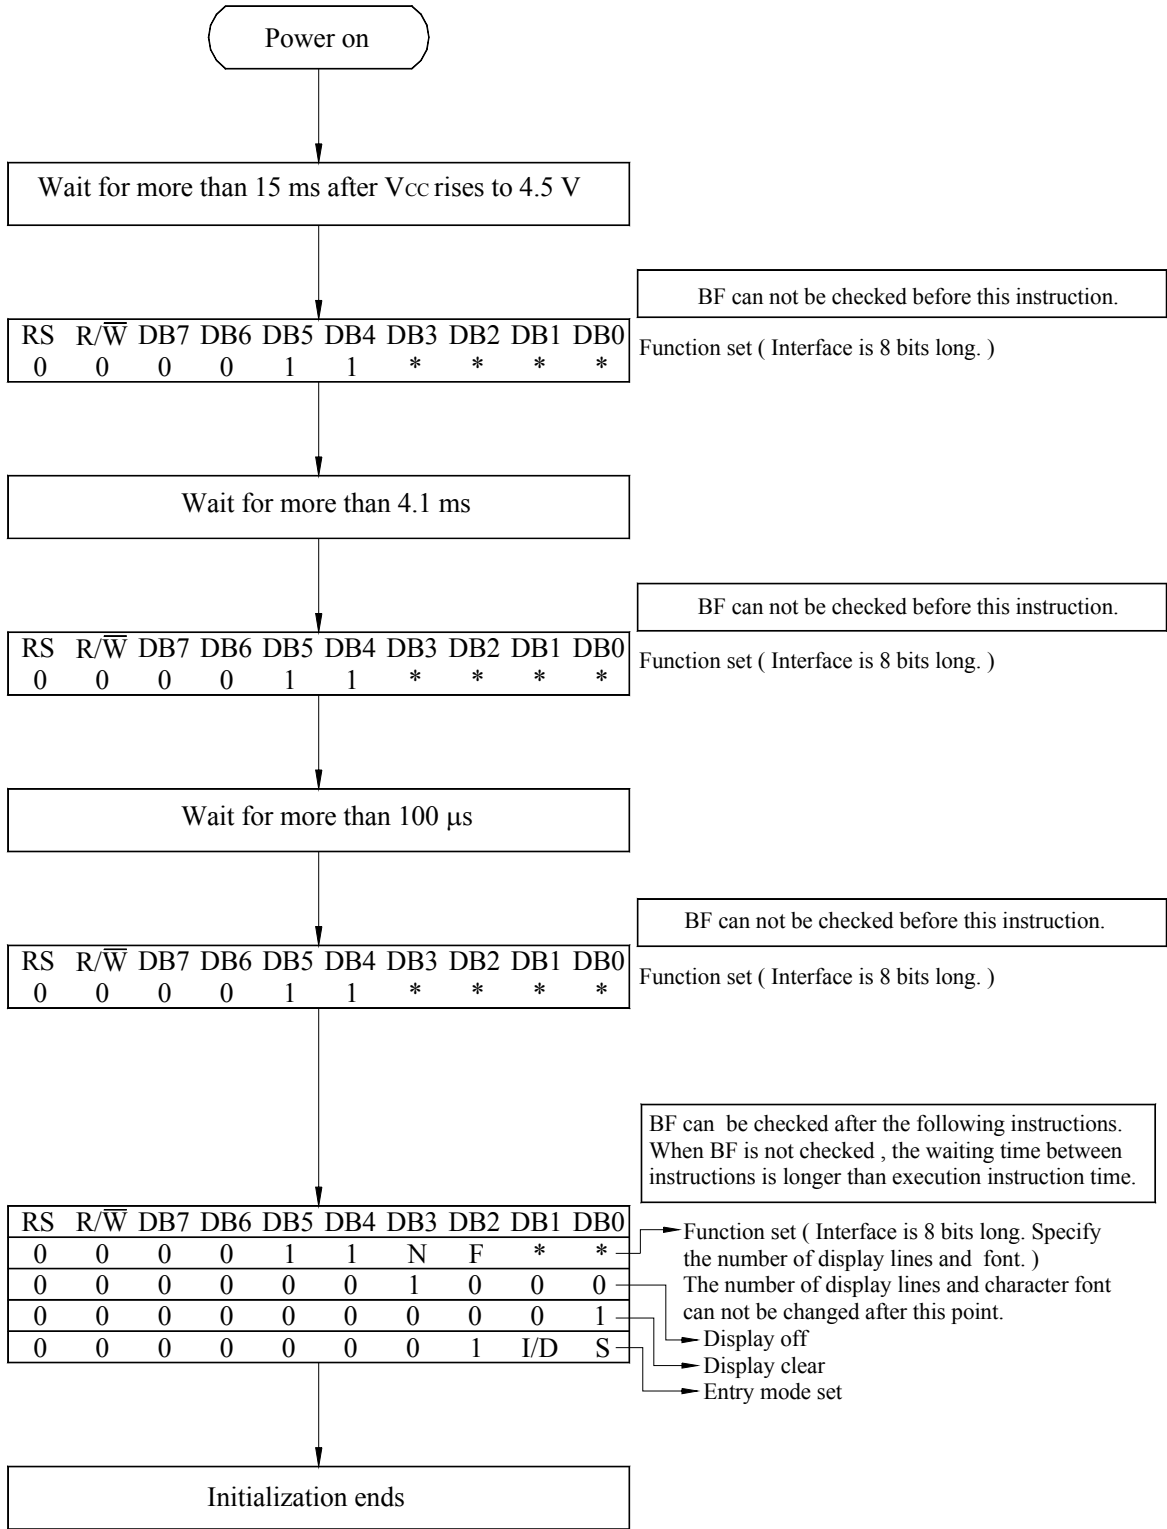 Power on
Wait for more than 15 ms after VCC rises to 4.5 V
BF can not be checked before this instruction.
RS R/W̅ DB7 DB6 DB5 DB4 DB3 DB2 DB1 DB0
0 0 0 0 1 1 * * * *
Function set ( Interface is 8 bits long. )
Wait for more than 4.1 ms
BF can not be checked before this instruction.
RS R/W̅ DB7 DB6 DB5 DB4 DB3 DB2 DB1 DB0
0 0 0 0 1 1 * * * *
Function set ( Interface is 8 bits long. )
Wait for more than 100 μs
BF can not be checked before this instruction.
RS R/W̅ DB7 DB6 DB5 DB4 DB3 DB2 DB1 DB0
0 0 0 0 1 1 * * * *
Function set ( Interface is 8 bits long. )
BF can be checked after the following instructions.
When BF is not checked , the waiting time between
instructions is longer than execution instruction time.
RS R/W̅ DB7 DB6 DB5 DB4 DB3 DB2 DB1 DB0
0 0 0 0 1 1 N F * *
0 0 0 0 0 0 1 0 0 0
0 0 0 0 0 0 0 0 0 1
0 0 0 0 0 0 0 1 I/D S
Function set ( Interface is 8 bits long. Specify
the number of display lines and font. )
The number of display lines and character font
can not be changed after this point.
Display off
Display clear
Entry mode set
Initialization ends